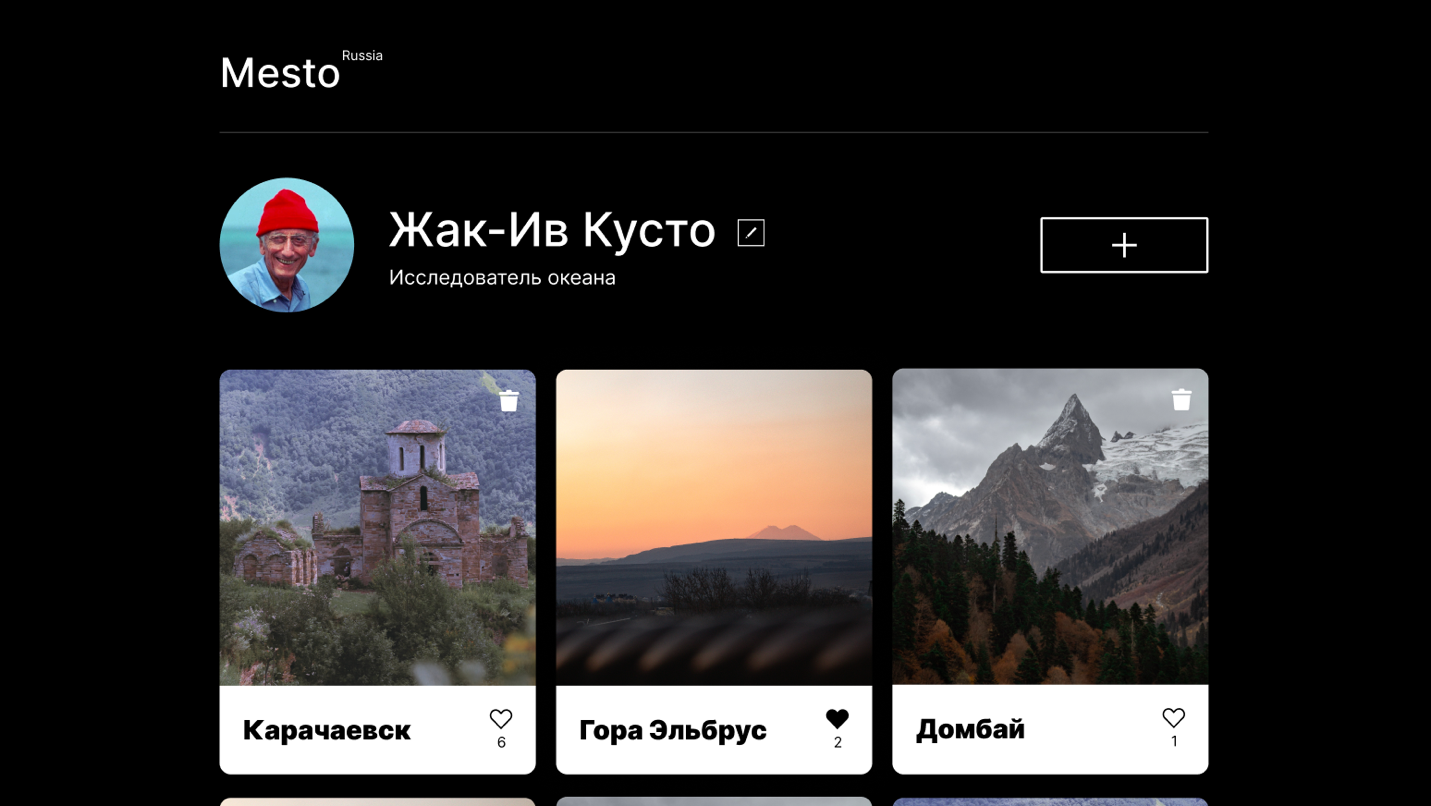 Mesto Russia
Жак-Ив Кусто
Исследователь океана
Карачаевск
6
Гора Эльбрус
2
Домбай
1